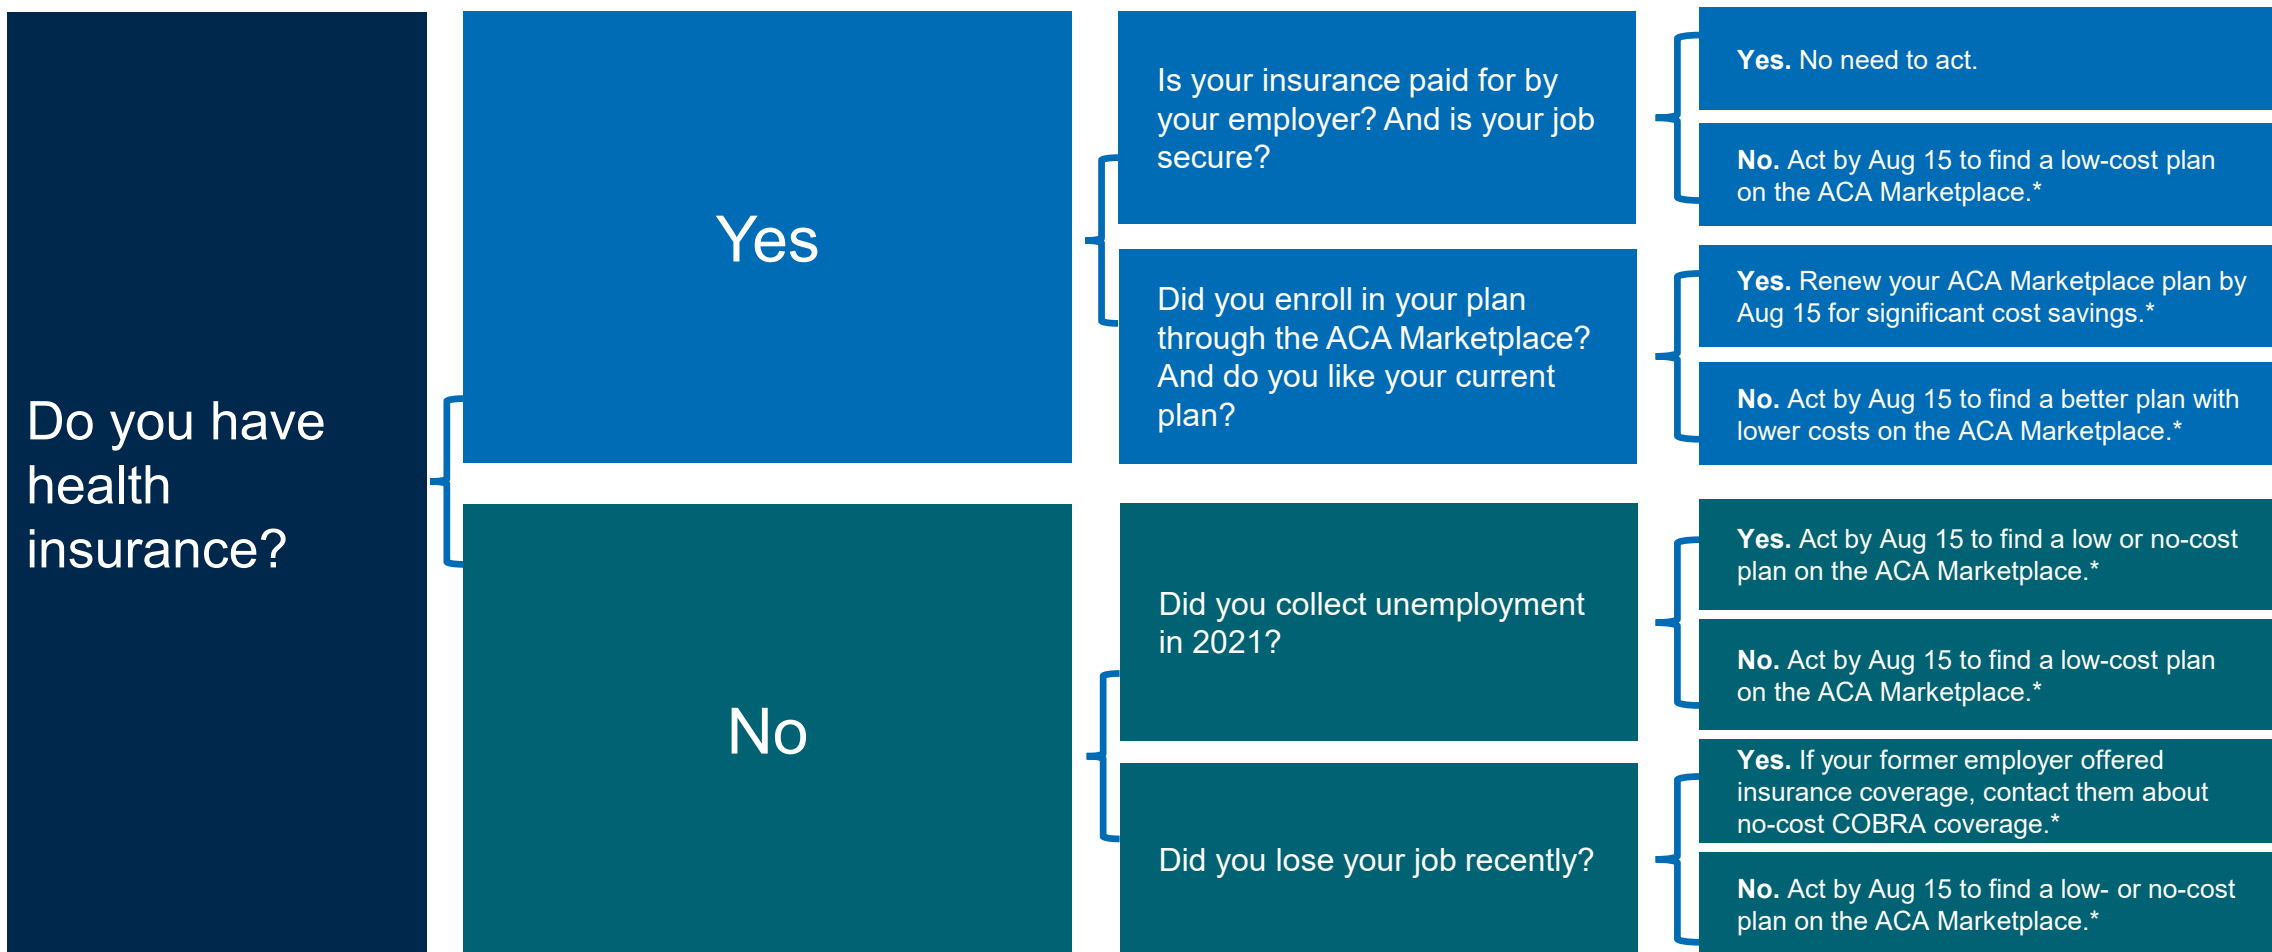 Do you have
health
insurance?
Yes
Is your insurance paid for by
your employer? And is your job
secure?
Yes. No need to act.
No. Act by Aug 15 to find a low-cost plan
on the ACA Marketplace.*
Did you enroll in your plan
through the ACA Marketplace?
And do you like your current
plan?
Yes. Renew your ACA Marketplace plan by
Aug 15 for significant cost savings.*
No. Act by Aug 15 to find a better plan with
lower costs on the ACA Marketplace.*
No
Did you collect unemployment
in 2021?
Yes. Act by Aug 15 to find a low or no-cost
plan on the ACA Marketplace.*
No. Act by Aug 15 to find a low-cost plan
on the ACA Marketplace.*
Did you lose your job recently?
Yes. If your former employer offered
insurance coverage, contact them about
no-cost COBRA coverage.*
No. Act by Aug 15 to find a low- or no-cost
plan on the ACA Marketplace.*